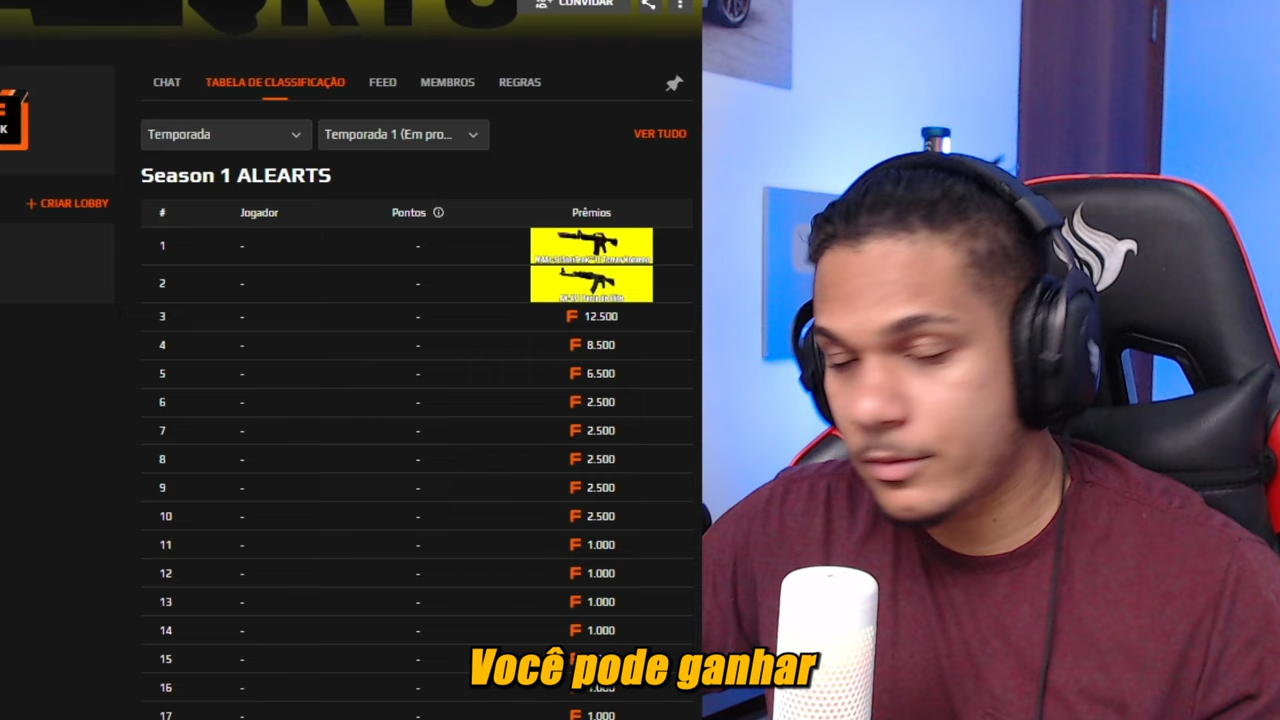 CONVIDAR
CHAT TABELA DE CLASSIFICAÇÃO FEED MEMBROS REGRAS
Temporada Temporada 1 (Em pro... VER TUDO
Season 1 ALEARTS
+ CRIAR LOBBY
# Jogador Pontos Prêmios
1 - -
2 - -
3 - - F 12.500
4 - - F 8.500
5 - - F 6.500
6 - - F 2.500
7 - - F 2.500
8 - - F 2.500
9 - - F 2.500
10 - - F 2.500
11 - - F 1.000
12 - - F 1.000
13 - - F 1.000
14 - - F 1.000
15 - -
16 - - 1.000
17 - - F 1.000
Você pode ganhar